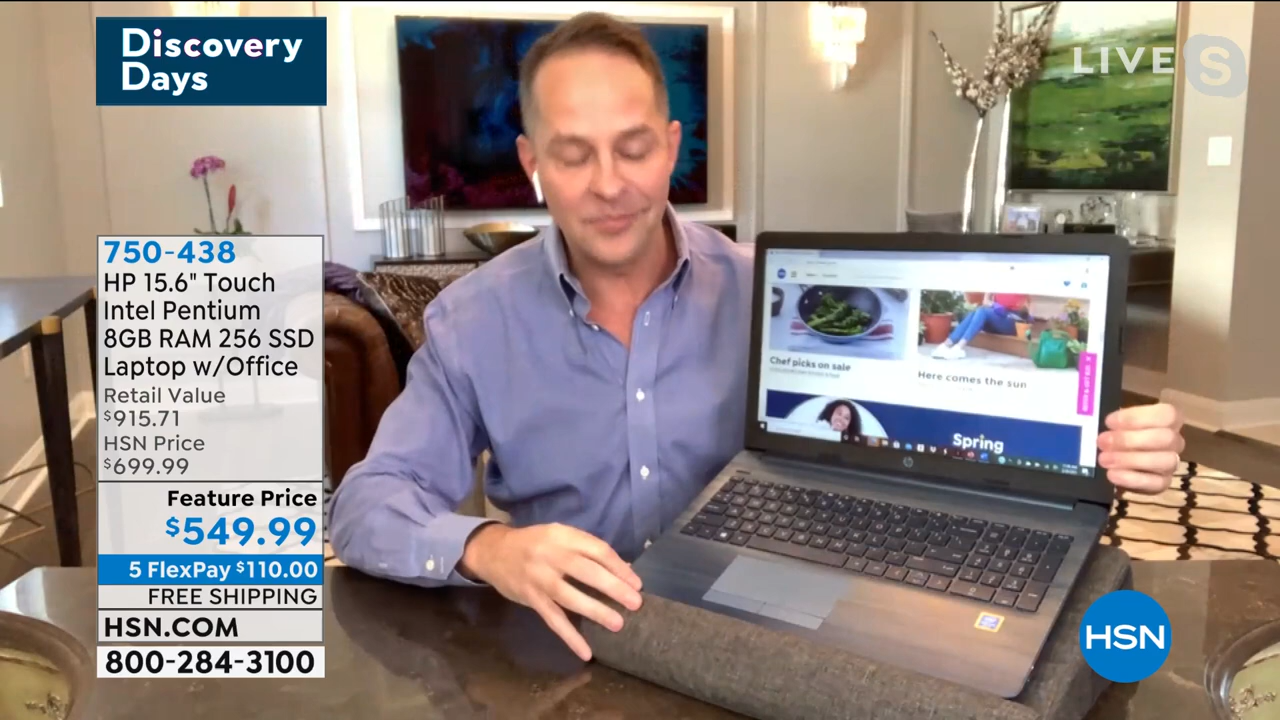 Discovery
Days
LIVE S
750-438
HP 15.6" Touch
Intel Pentium
8GB RAM 256 SSD
Laptop w/Office
Retail Value
$915.71
HSN Price
$699.99
Feature Price
$549.99
5 FlexPay $110.00
FREE SHIPPING
HSN.COM
800-284-3100
Chef picks on sale
Here comes the sun
Spring
hp
HSN